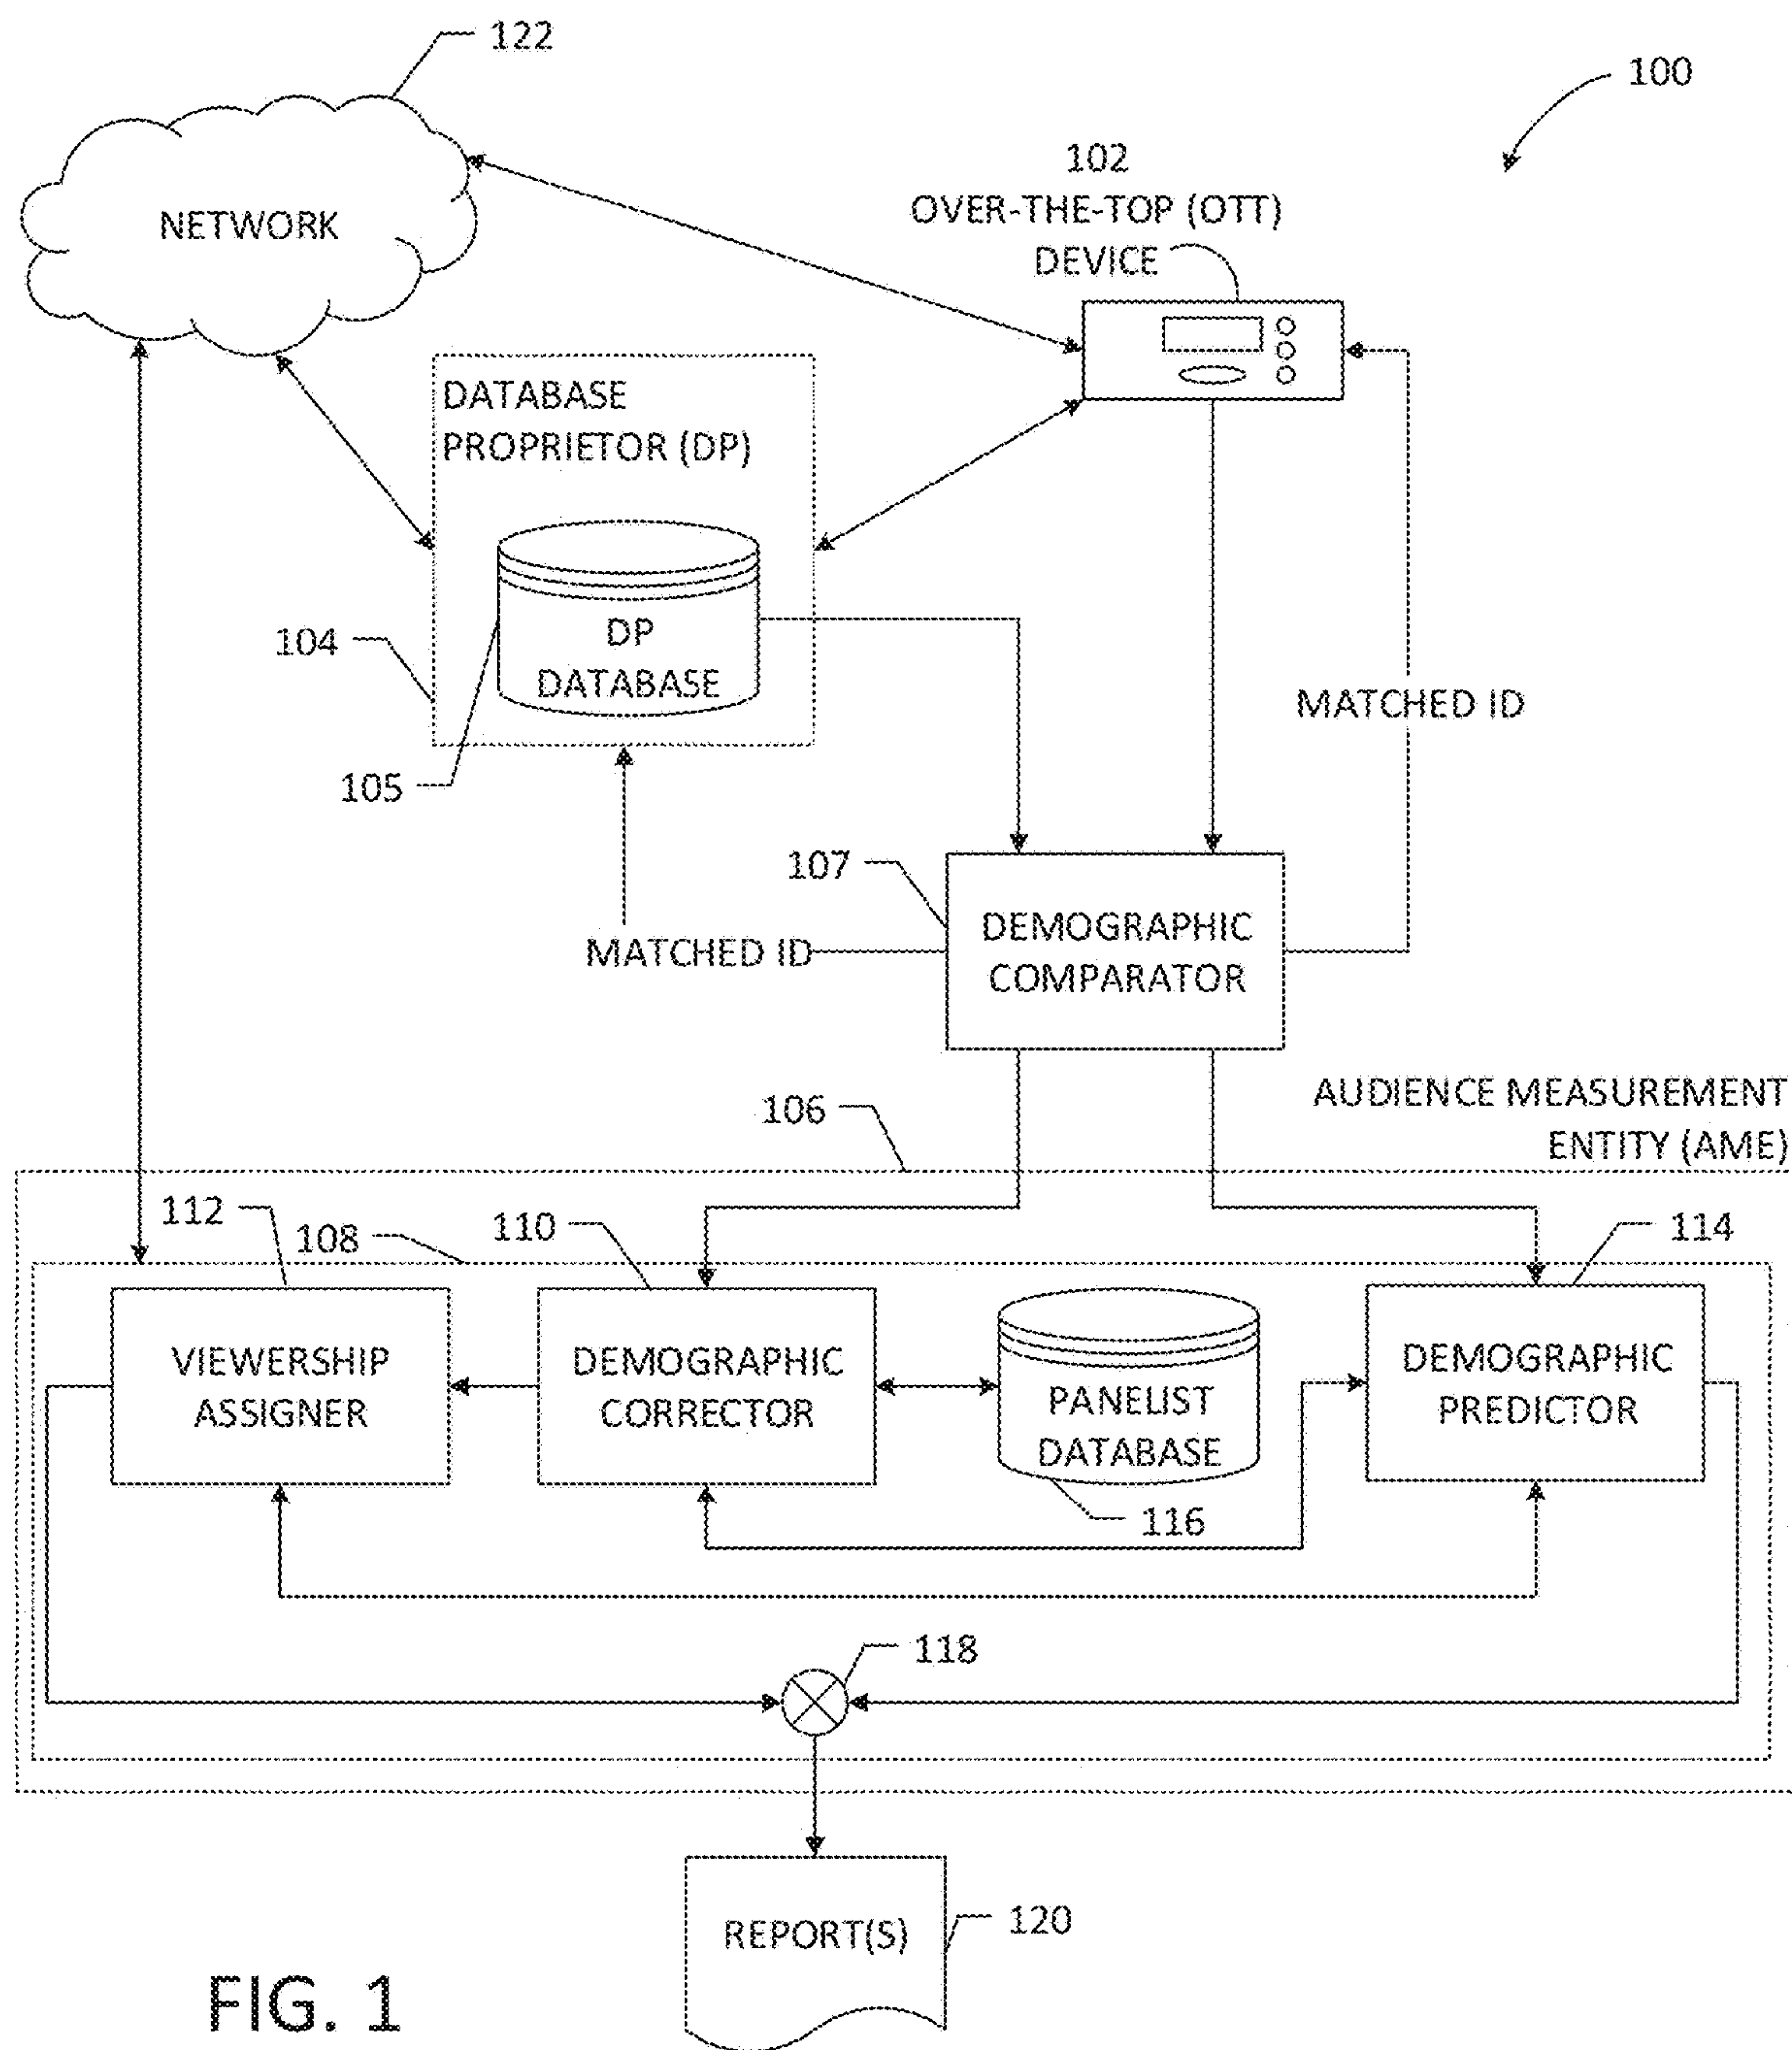 122
100
NETWORK
102
OVER-THE-TOP (OTT)
DEVICE
DATABASE
PROPRIETOR (DP)
DP
DATABASE
104
105
MATCHED ID
107
DEMOGRAPHIC
COMPARATOR
MATCHED ID
106
AUDIENCE MEASUREMENT
ENTITY (AME)
112
108
110
114
VIEWERSHIP
ASSIGNER
DEMOGRAPHIC
CORRECTOR
PANELIST
DATABASE
DEMOGRAPHIC
PREDICTOR
116
118
REPORT(S)
120
FIG. 1